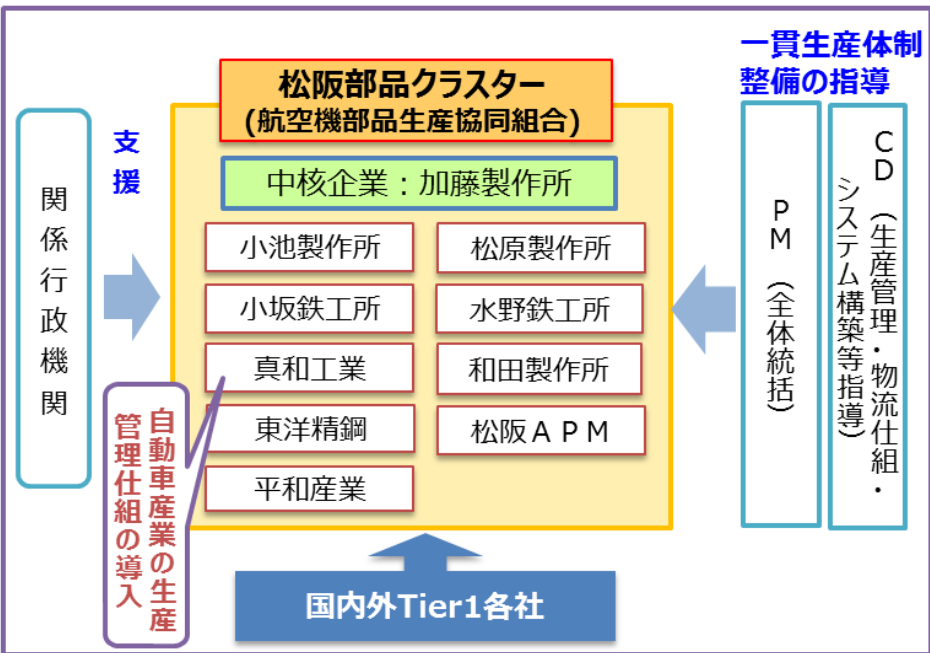 一貫生産体制
整備の指導
松阪部品クラスター
(航空機部品生産協同組合)
支援
関係行政機関
中核企業：加藤製作所
小池製作所
松原製作所
小坂鉄工所
水野鉄工所
真和工業
和田製作所
東洋精鋼
松阪ＡＰＭ
平和産業
自動車産業の生産
管理仕組の導入
ＣＤ（生産管理・物流仕組・
システム構築等指導）
ＰＭ（全体統括）
国内外Tier1各社